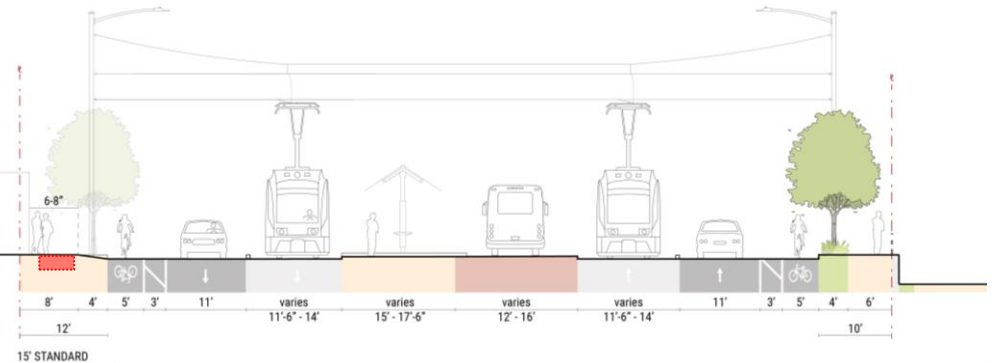 6-8”
8’ 4’ 5’ 3’ 11’ varies varies varies varies 11’ 3’ 5’ 4’ 6’
11’-6” - 14’ 15’ - 17’-6” 12’ - 16’ 11’-6” - 14’
12’ 10’
15’ STANDARD